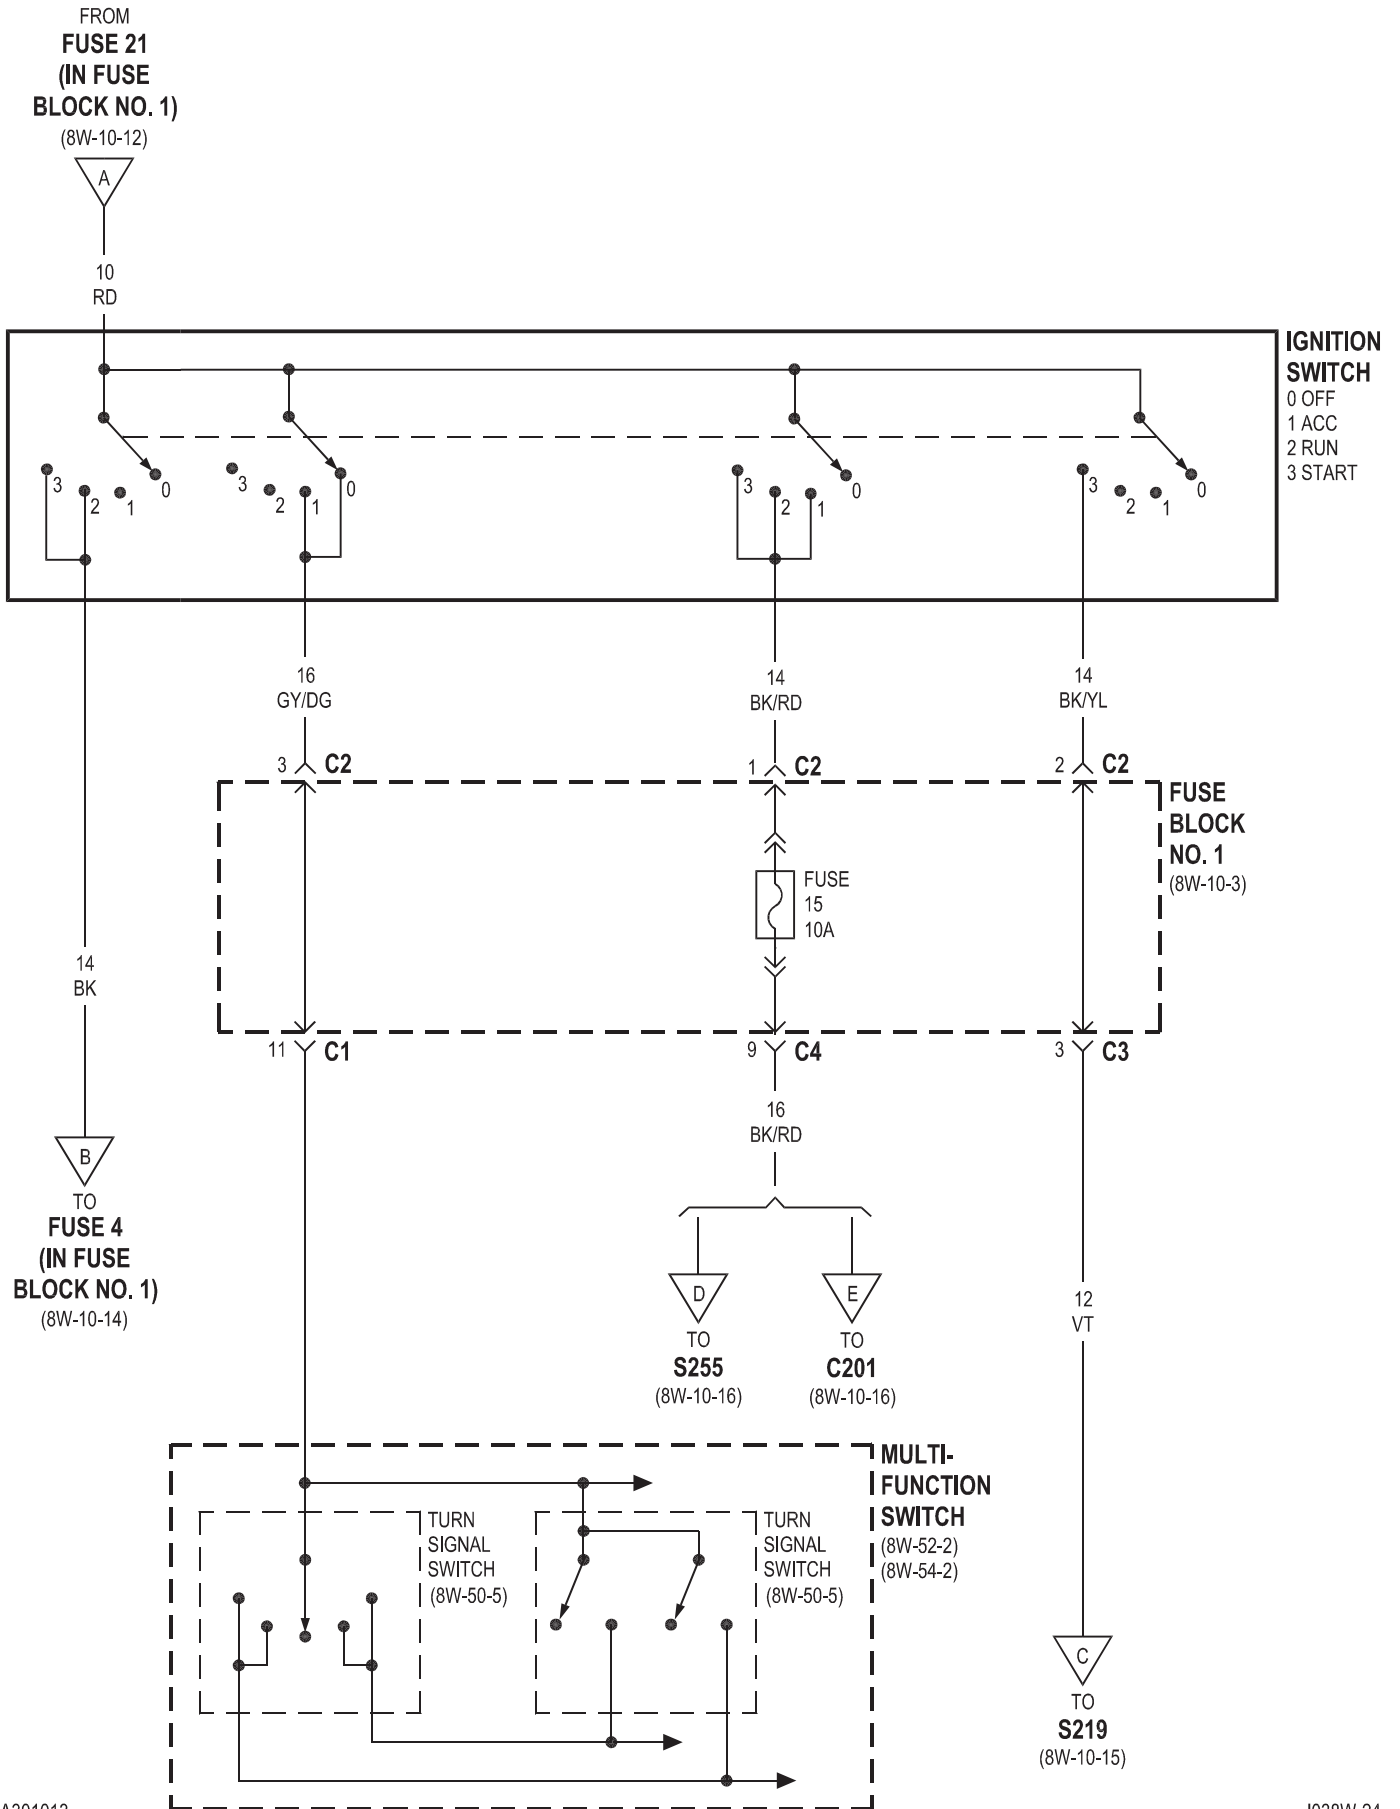 FROM
FUSE 21
(IN FUSE
BLOCK NO. 1)
(8W-10-12)
A
10
RD
IGNITION
SWITCH
0 OFF
1 ACC
2 RUN
3 START
3 2 1 0
3 2 1 0
3 2 1 0
3 2 1 0
16
GY/DG
14
BK/RD
14
BK/YL
3 C2
1 C2
2 C2
FUSE
BLOCK
NO. 1
(8W-10-3)
FUSE
15
10A
14
BK
11 C1
9 C4
3 C3
16
BK/RD
B
TO
FUSE 4
(IN FUSE
BLOCK NO. 1)
(8W-10-14)
D
TO
S255
(8W-10-16)
E
TO
C201
(8W-10-16)
12
VT
MULTI-
FUNCTION
SWITCH
(8W-52-2)
(8W-54-2)
TURN
SIGNAL
SWITCH
(8W-50-5)
TURN
SIGNAL
SWITCH
(8W-50-5)
C
TO
S219
(8W-10-15)